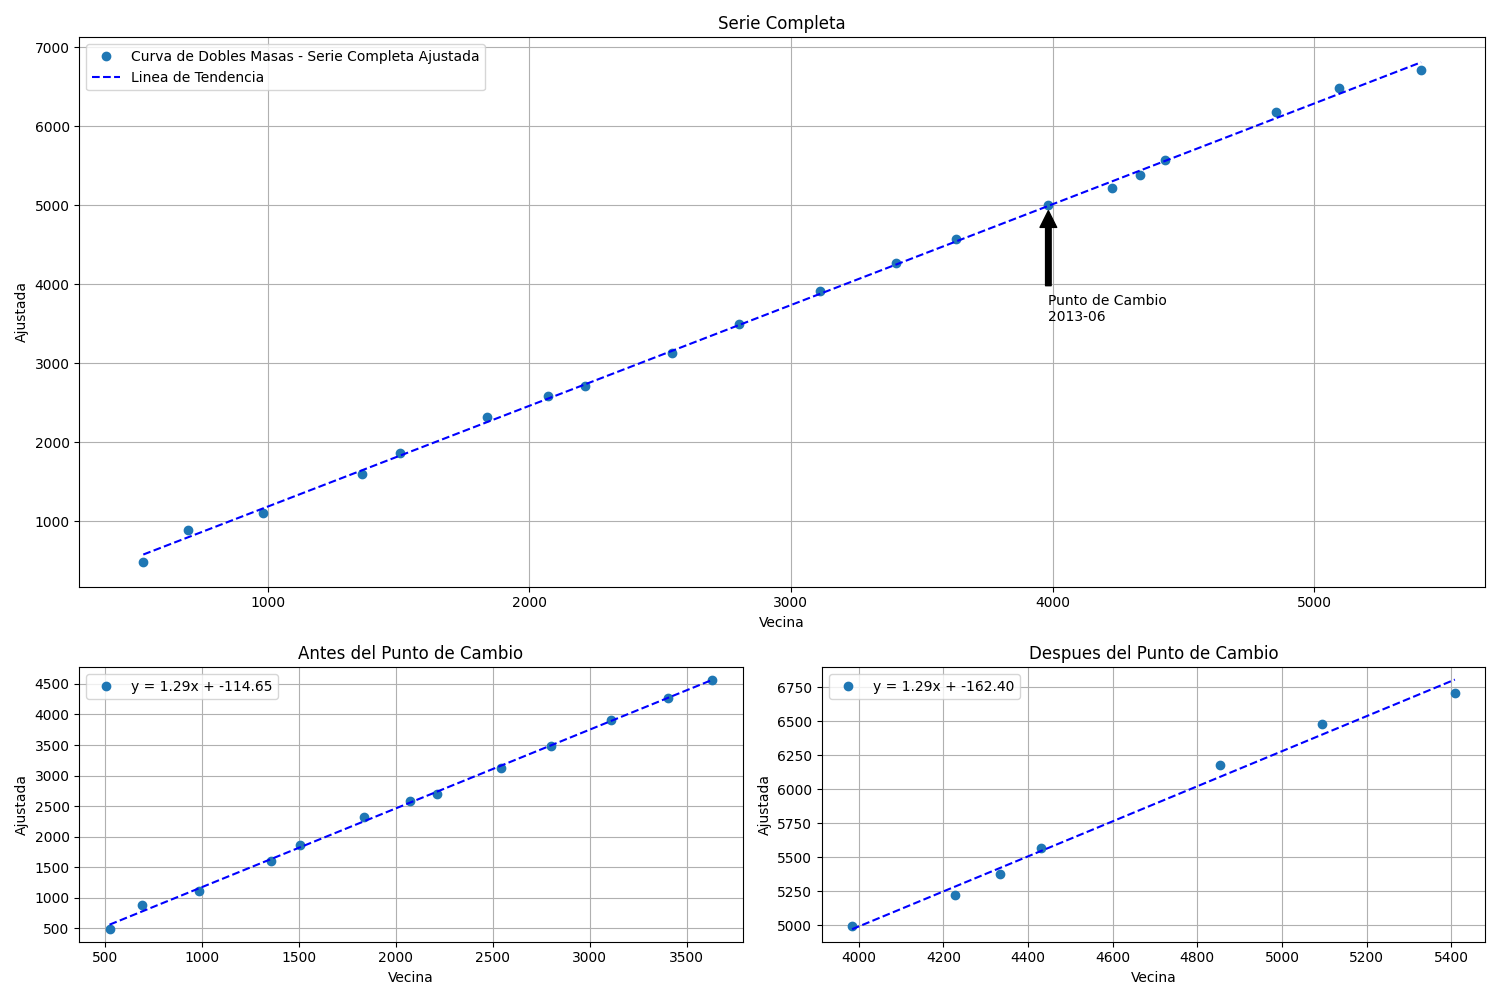 Serie Completa
Curva de Dobles Masas - Serie Completa Ajustada
Linea de Tendencia
7000
6000
5000
4000
3000
2000
1000
Ajustada
Punto de Cambio
2013-06
1000 2000 3000 4000 5000
Vecina
Antes del Punto de Cambio
y = 1.29x + -114.65
4500
4000
3500
3000
2500
2000
1500
1000
500
Ajustada
500 1000 1500 2000 2500 3000 3500
Vecina
Despues del Punto de Cambio
y = 1.29x + -162.40
6750
6500
6250
6000
5750
5500
5250
5000
Ajustada
4000 4200 4400 4600 4800 5000 5200 5400
Vecina